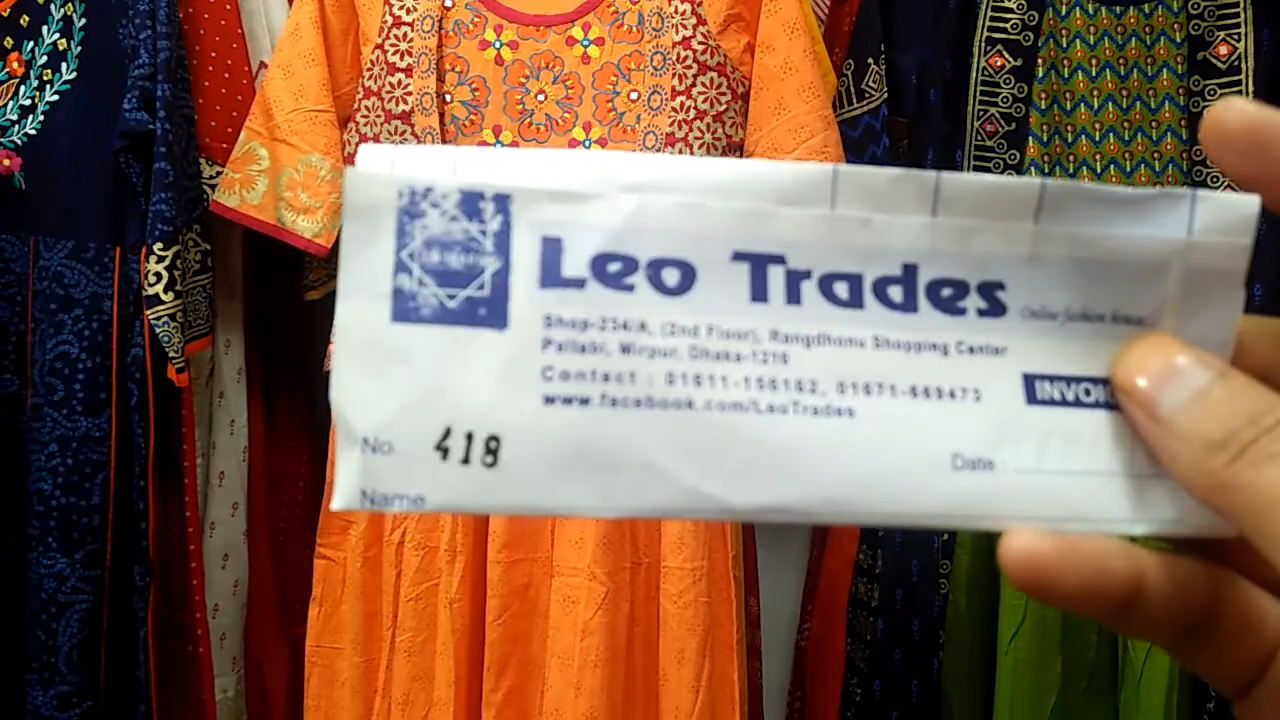 Leo Trades
Online fashion house
Shop-234/A, (2nd Floor), Rangdhonu Shopping Center
Pallabi, Mirpur, Dhaka-1216
Contact : 01611-156162, 01671-669473
www.facebook.com/LeoTrades
No. 418
Date
Name